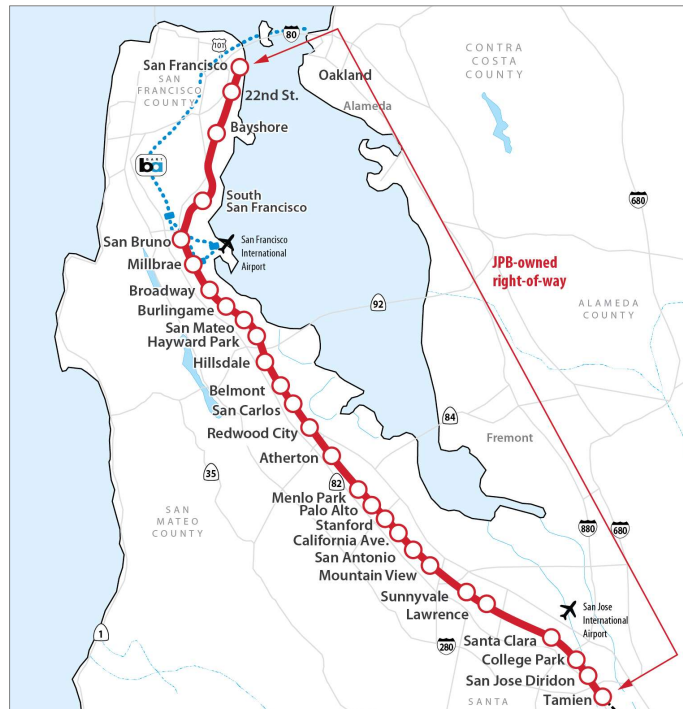 80
101
San Francisco
SAN
FRANCISCO
COUNTY
22nd St.
Bayshore
BART
ba
South
San Francisco
San Bruno
San Francisco
International
Airport
Millbrae
Broadway
Burlingame
San Mateo
Hayward Park
Hillsdale
Belmont
San Carlos
Redwood City
Atherton
Menlo Park
Palo Alto
Stanford
California Ave.
San Antonio
Mountain View
Sunnyvale
Lawrence
Santa Clara
College Park
San Jose Diridon
Tamien
Oakland
Alameda
CONTRA
COSTA
COUNTY
680
JPB-owned
right-of-way
ALAMEDA
COUNTY
92
84
Fremont
35
82
SAN
MATEO
COUNTY
880
680
San Jose
International
Airport
280
1
SANTA